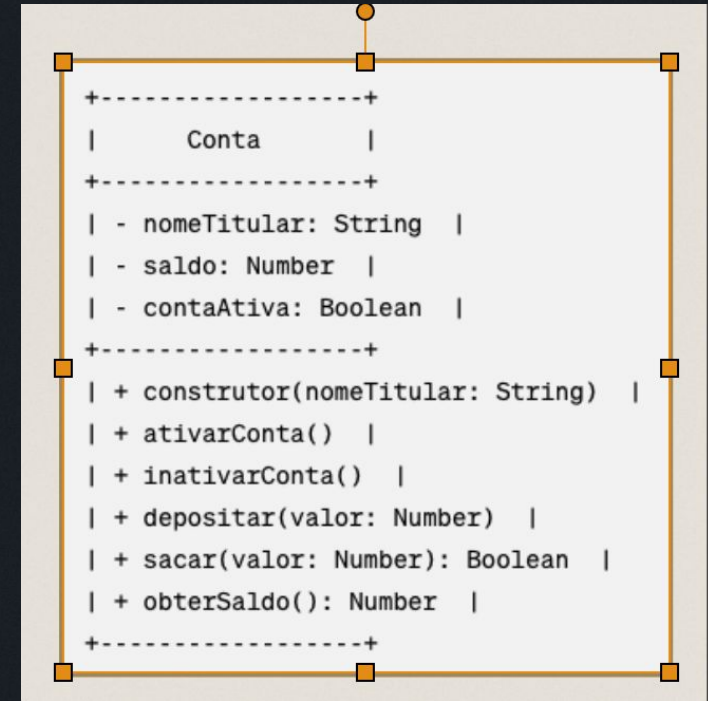 +------------------+
|      Conta       |
+------------------+
| - nomeTitular: String  |
| - saldo: Number  |
| - contaAtiva: Boolean  |
+------------------+
| + construtor(nomeTitular: String)  |
| + ativarConta()  |
| + inativarConta()  |
| + depositar(valor: Number)  |
| + sacar(valor: Number): Boolean  |
| + obterSaldo(): Number  |
+------------------+